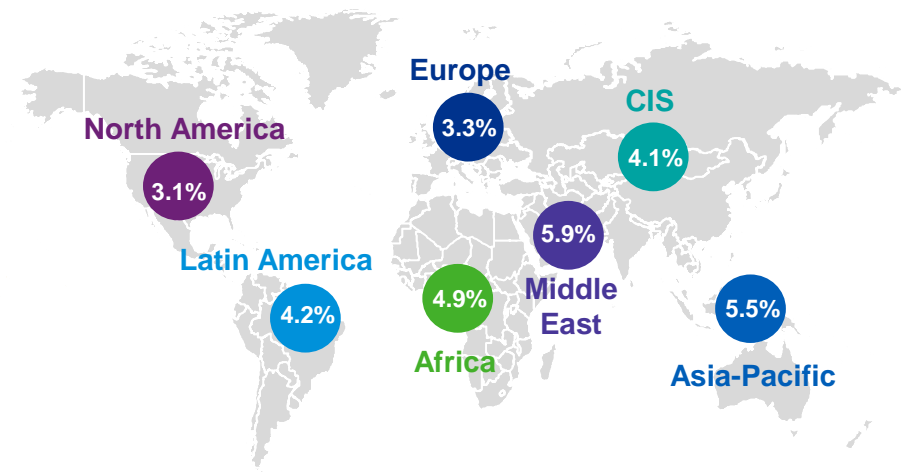 Europe
3.3%
CIS
4.1%
North America
3.1%
Latin America
4.2%
Africa
4.9%
5.9%
Middle
East
5.5%
Asia-Pacific